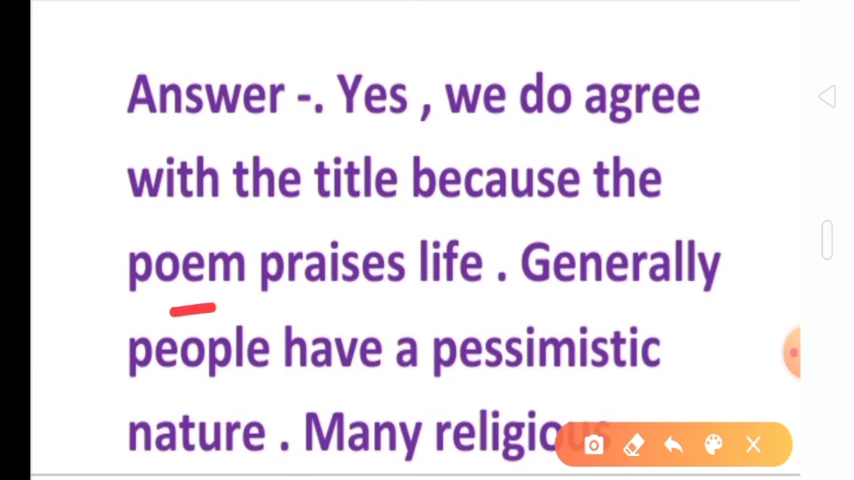 Answer -. Yes , we do agree
with the title because the
poem praises life . Generally
people have a pessimistic
nature . Many religious